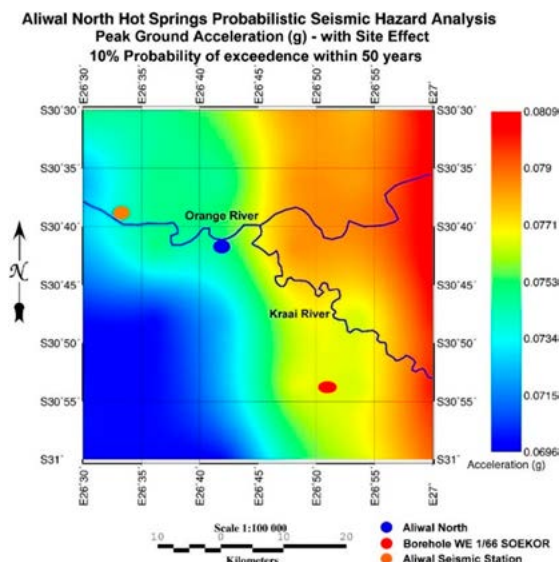 Aliwal North Hot Springs Probabilistic Seismic Hazard Analysis
Peak Ground Acceleration (g) - with Site Effect
10% Probability of exceedence within 50 years
E26°30' E26°35' E26°40' E26°45' E26°50' E26°55' E27°
S30°30' S30°30'
S30°35' S30°35'
S30°40' S30°40'
S30°45' S30°45'
S30°50' S30°50'
S30°55' S30°55'
S31° S31°
Orange River
Kraai River
N
0.0809
0.079
0.0771
0.0753
0.0734
0.0715
0.0696
Acceleration (g)
E26°30' E26°35' E26°40' E26°45' E26°50' E26°55' E27°
Scale 1:100 000
10 0 10 20
Kilometers
Aliwal North
Borehole WE 1/66 SOEKOR
Aliwal Seismic Station